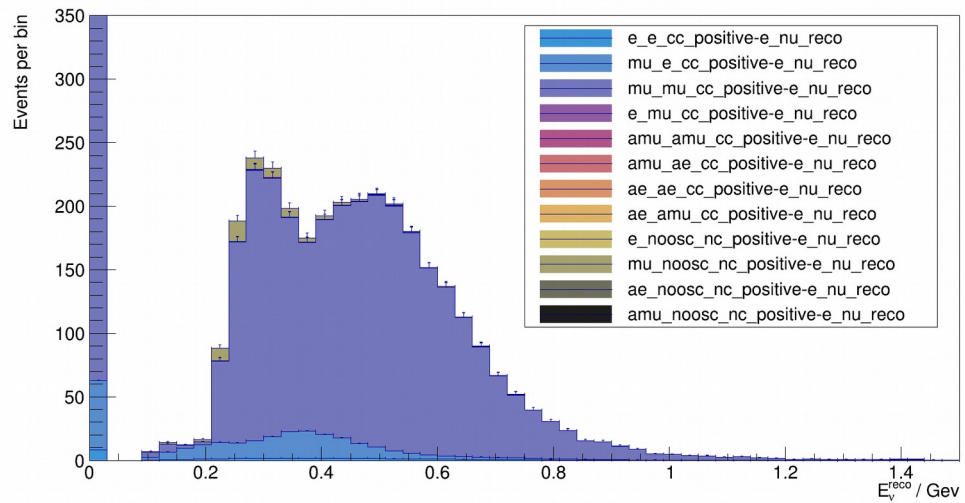 Events per bin
350
300
250
200
150
100
50
0
0
0.2
0.4
0.6
0.8
1
1.2
1.4
E_ν^reco / Gev
e_e_cc_positive-e_nu_reco
mu_e_cc_positive-e_nu_reco
mu_mu_cc_positive-e_nu_reco
e_mu_cc_positive-e_nu_reco
amu_amu_cc_positive-e_nu_reco
amu_ae_cc_positive-e_nu_reco
ae_ae_cc_positive-e_nu_reco
ae_amu_cc_positive-e_nu_reco
e_noosc_nc_positive-e_nu_reco
mu_noosc_nc_positive-e_nu_reco
ae_noosc_nc_positive-e_nu_reco
amu_noosc_nc_positive-e_nu_reco